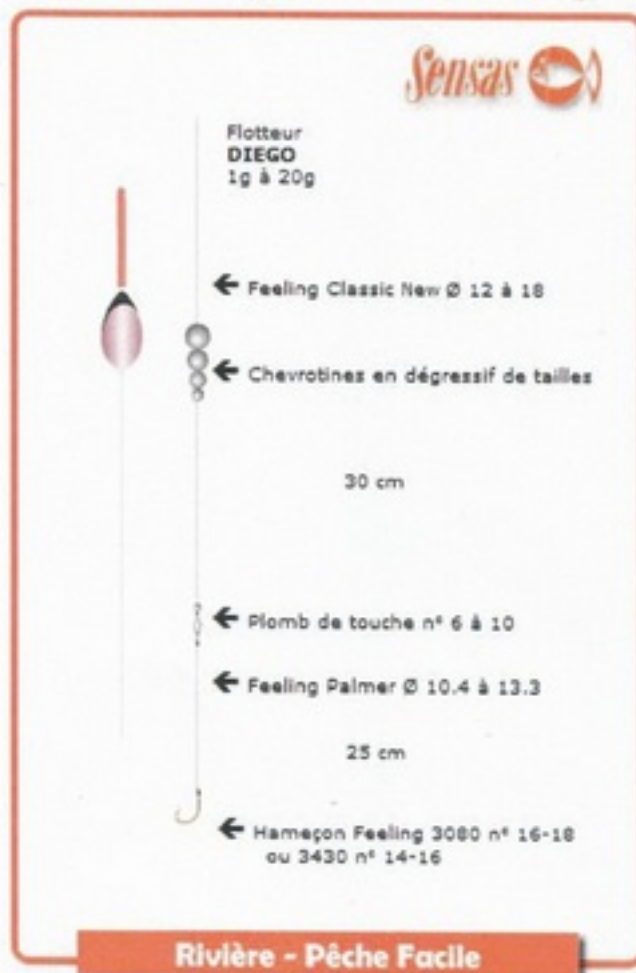 Sensas
Flotteur
DIEGO
1g à 20g
Feeling Classic New Ø 12 à 18
Chevrotines en dégressif de tailles
30 cm
Plomb de touche n° 6 à 10
Feeling Palmer Ø 10.4 à 13.3
25 cm
Hameçon Feeling 3080 n° 16-18
ou 3430 n° 14-16
Rivière - Pêche Facile